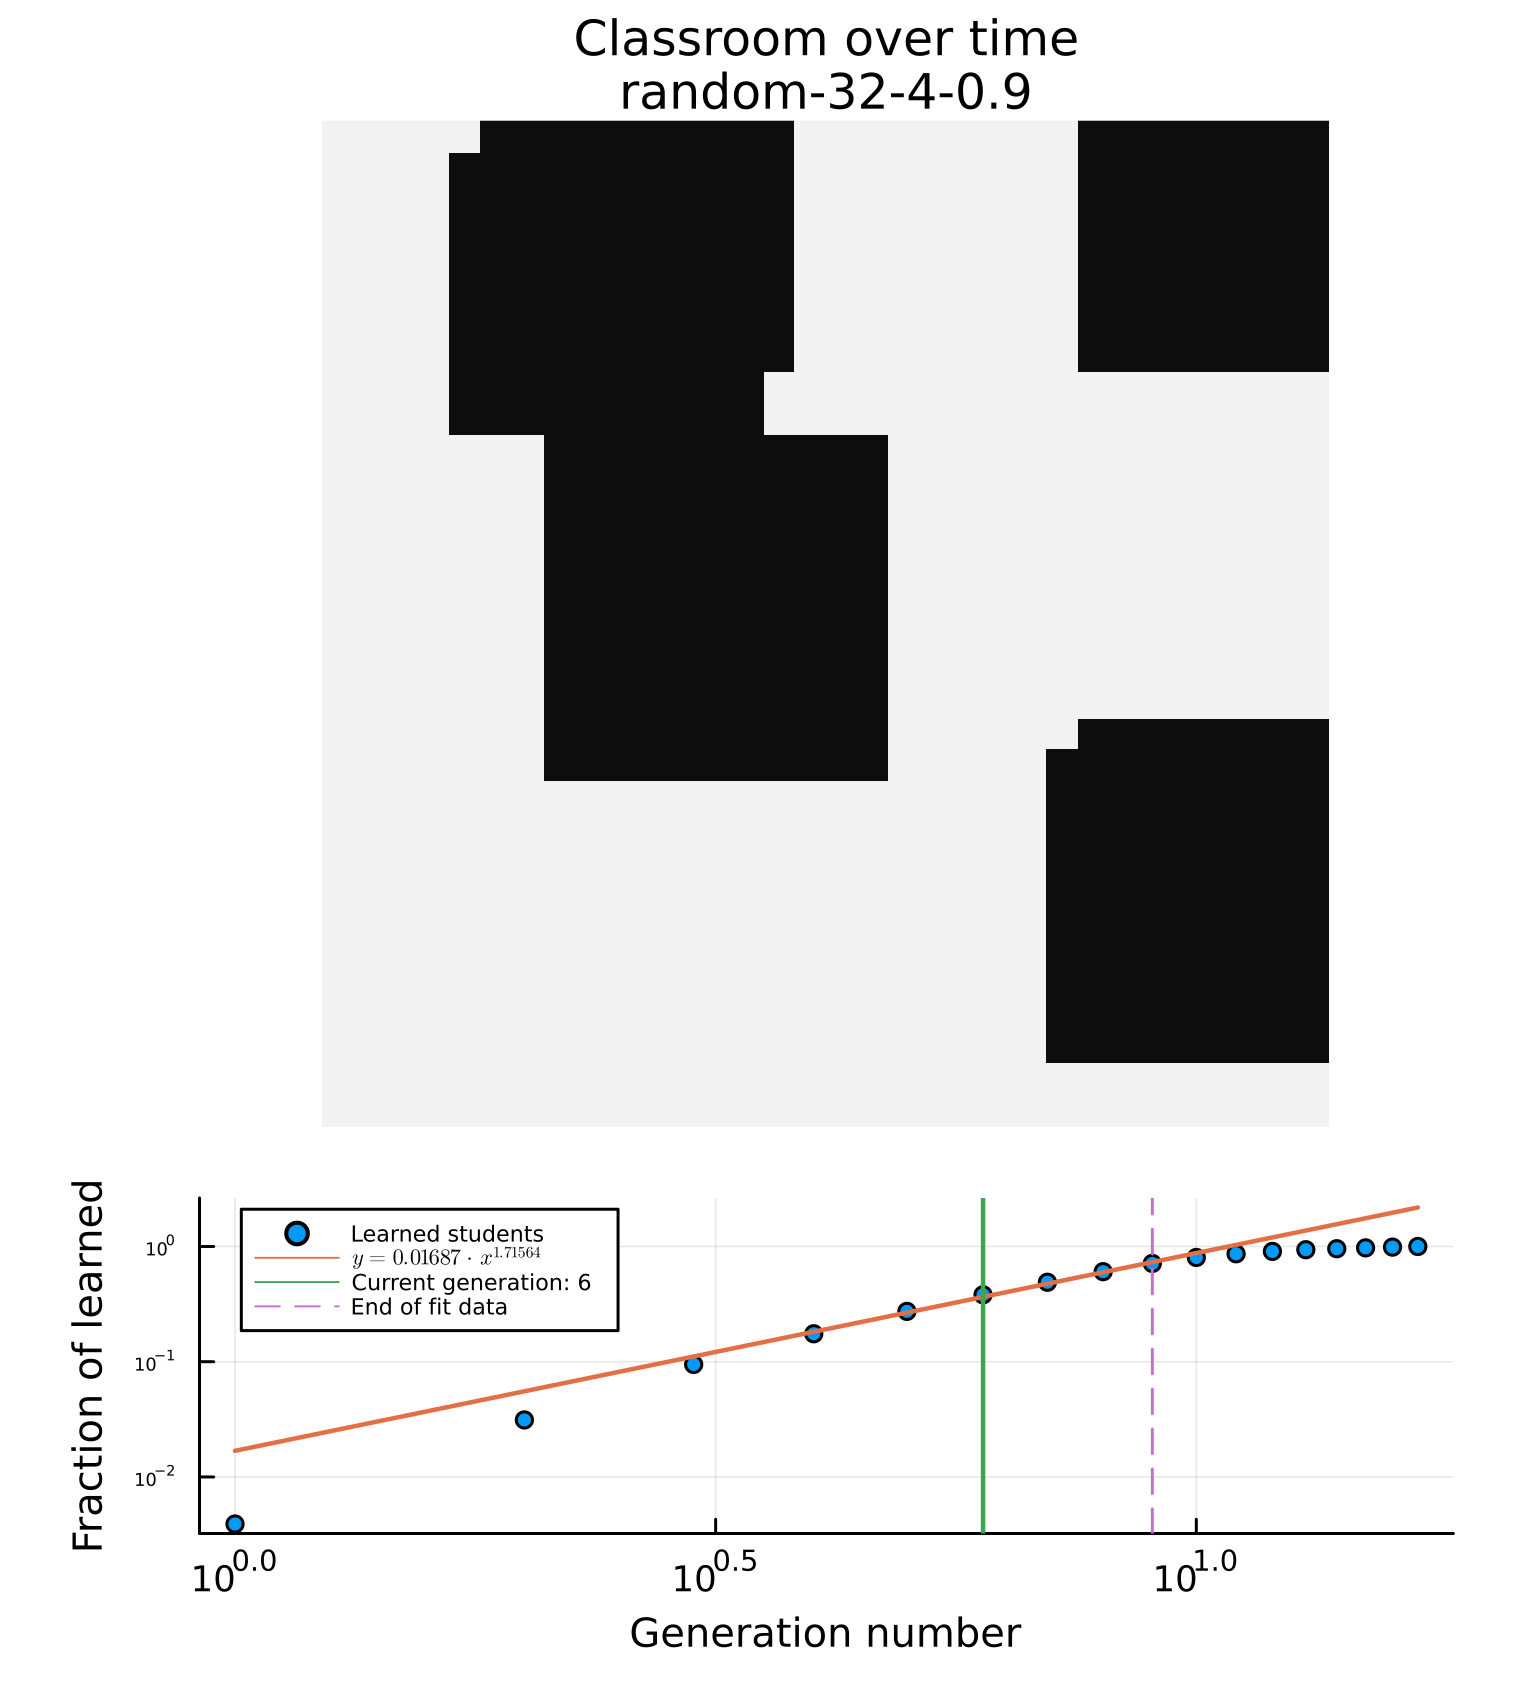 Classroom over time
random-32-4-0.9
Fraction of learned
10^0
10^-1
10^-2
Learned students
y = 0.01687 · x^1.71564
Current generation: 6
End of fit data
10^0.0
10^0.5
10^1.0
Generation number